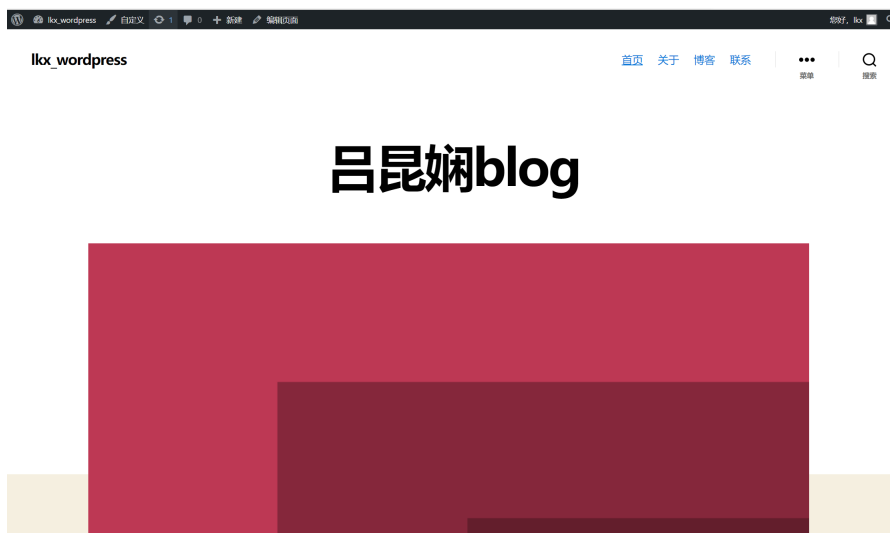 lkx_wordpress 自定义 1 0 新建 编辑页面 您好，lkx
lkx_wordpress 首页 关于 博客 联系 菜单 搜索
吕昆娴blog